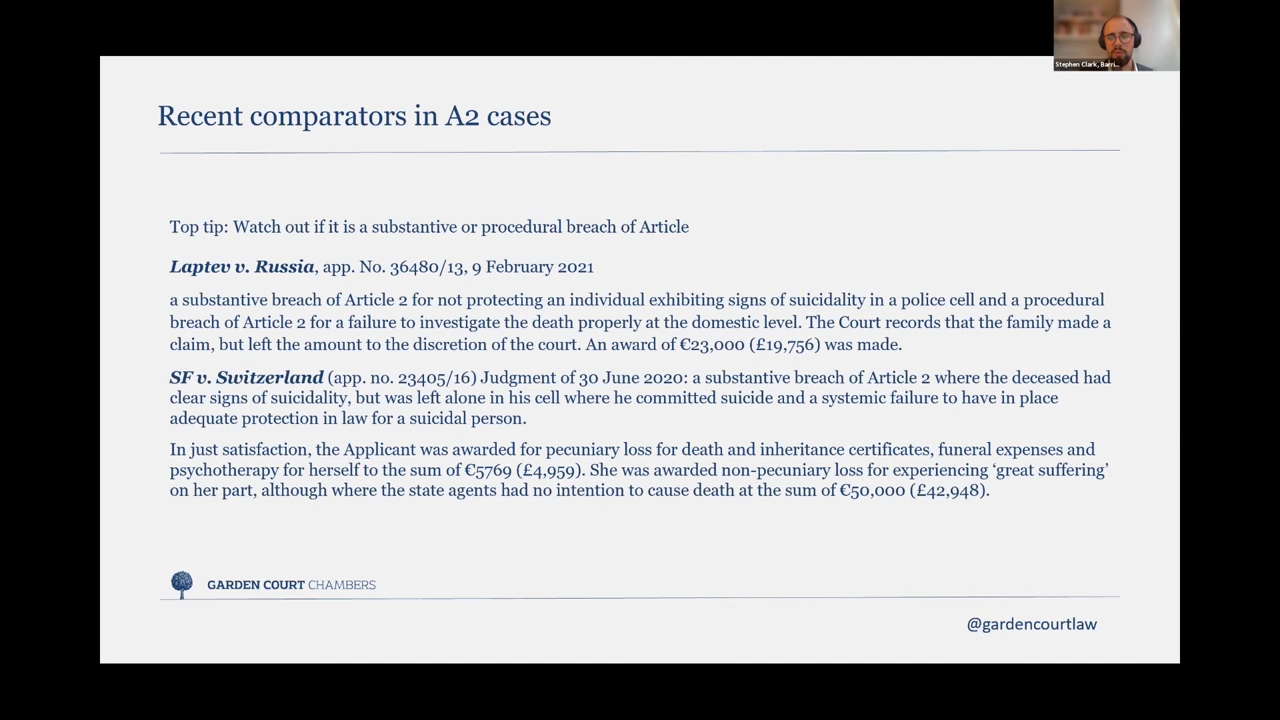 Stephen Clark, Barri...
Recent comparators in A2 cases
Top tip: Watch out if it is a substantive or procedural breach of Article
Laptev v. Russia, app. No. 36480/13, 9 February 2021
a substantive breach of Article 2 for not protecting an individual exhibiting signs of suicidality in a police cell and a procedural
breach of Article 2 for a failure to investigate the death properly at the domestic level. The Court records that the family made a
claim, but left the amount to the discretion of the court. An award of €23,000 (£19,756) was made.
SF v. Switzerland (app. no. 23405/16) Judgment of 30 June 2020: a substantive breach of Article 2 where the deceased had
clear signs of suicidality, but was left alone in his cell where he committed suicide and a systemic failure to have in place
adequate protection in law for a suicidal person.
In just satisfaction, the Applicant was awarded for pecuniary loss for death and inheritance certificates, funeral expenses and
psychotherapy for herself to the sum of €5769 (£4,959). She was awarded non-pecuniary loss for experiencing ‘great suffering’
on her part, although where the state agents had no intention to cause death at the sum of €50,000 (£42,948).
GARDEN COURT CHAMBERS
@gardencourtlaw